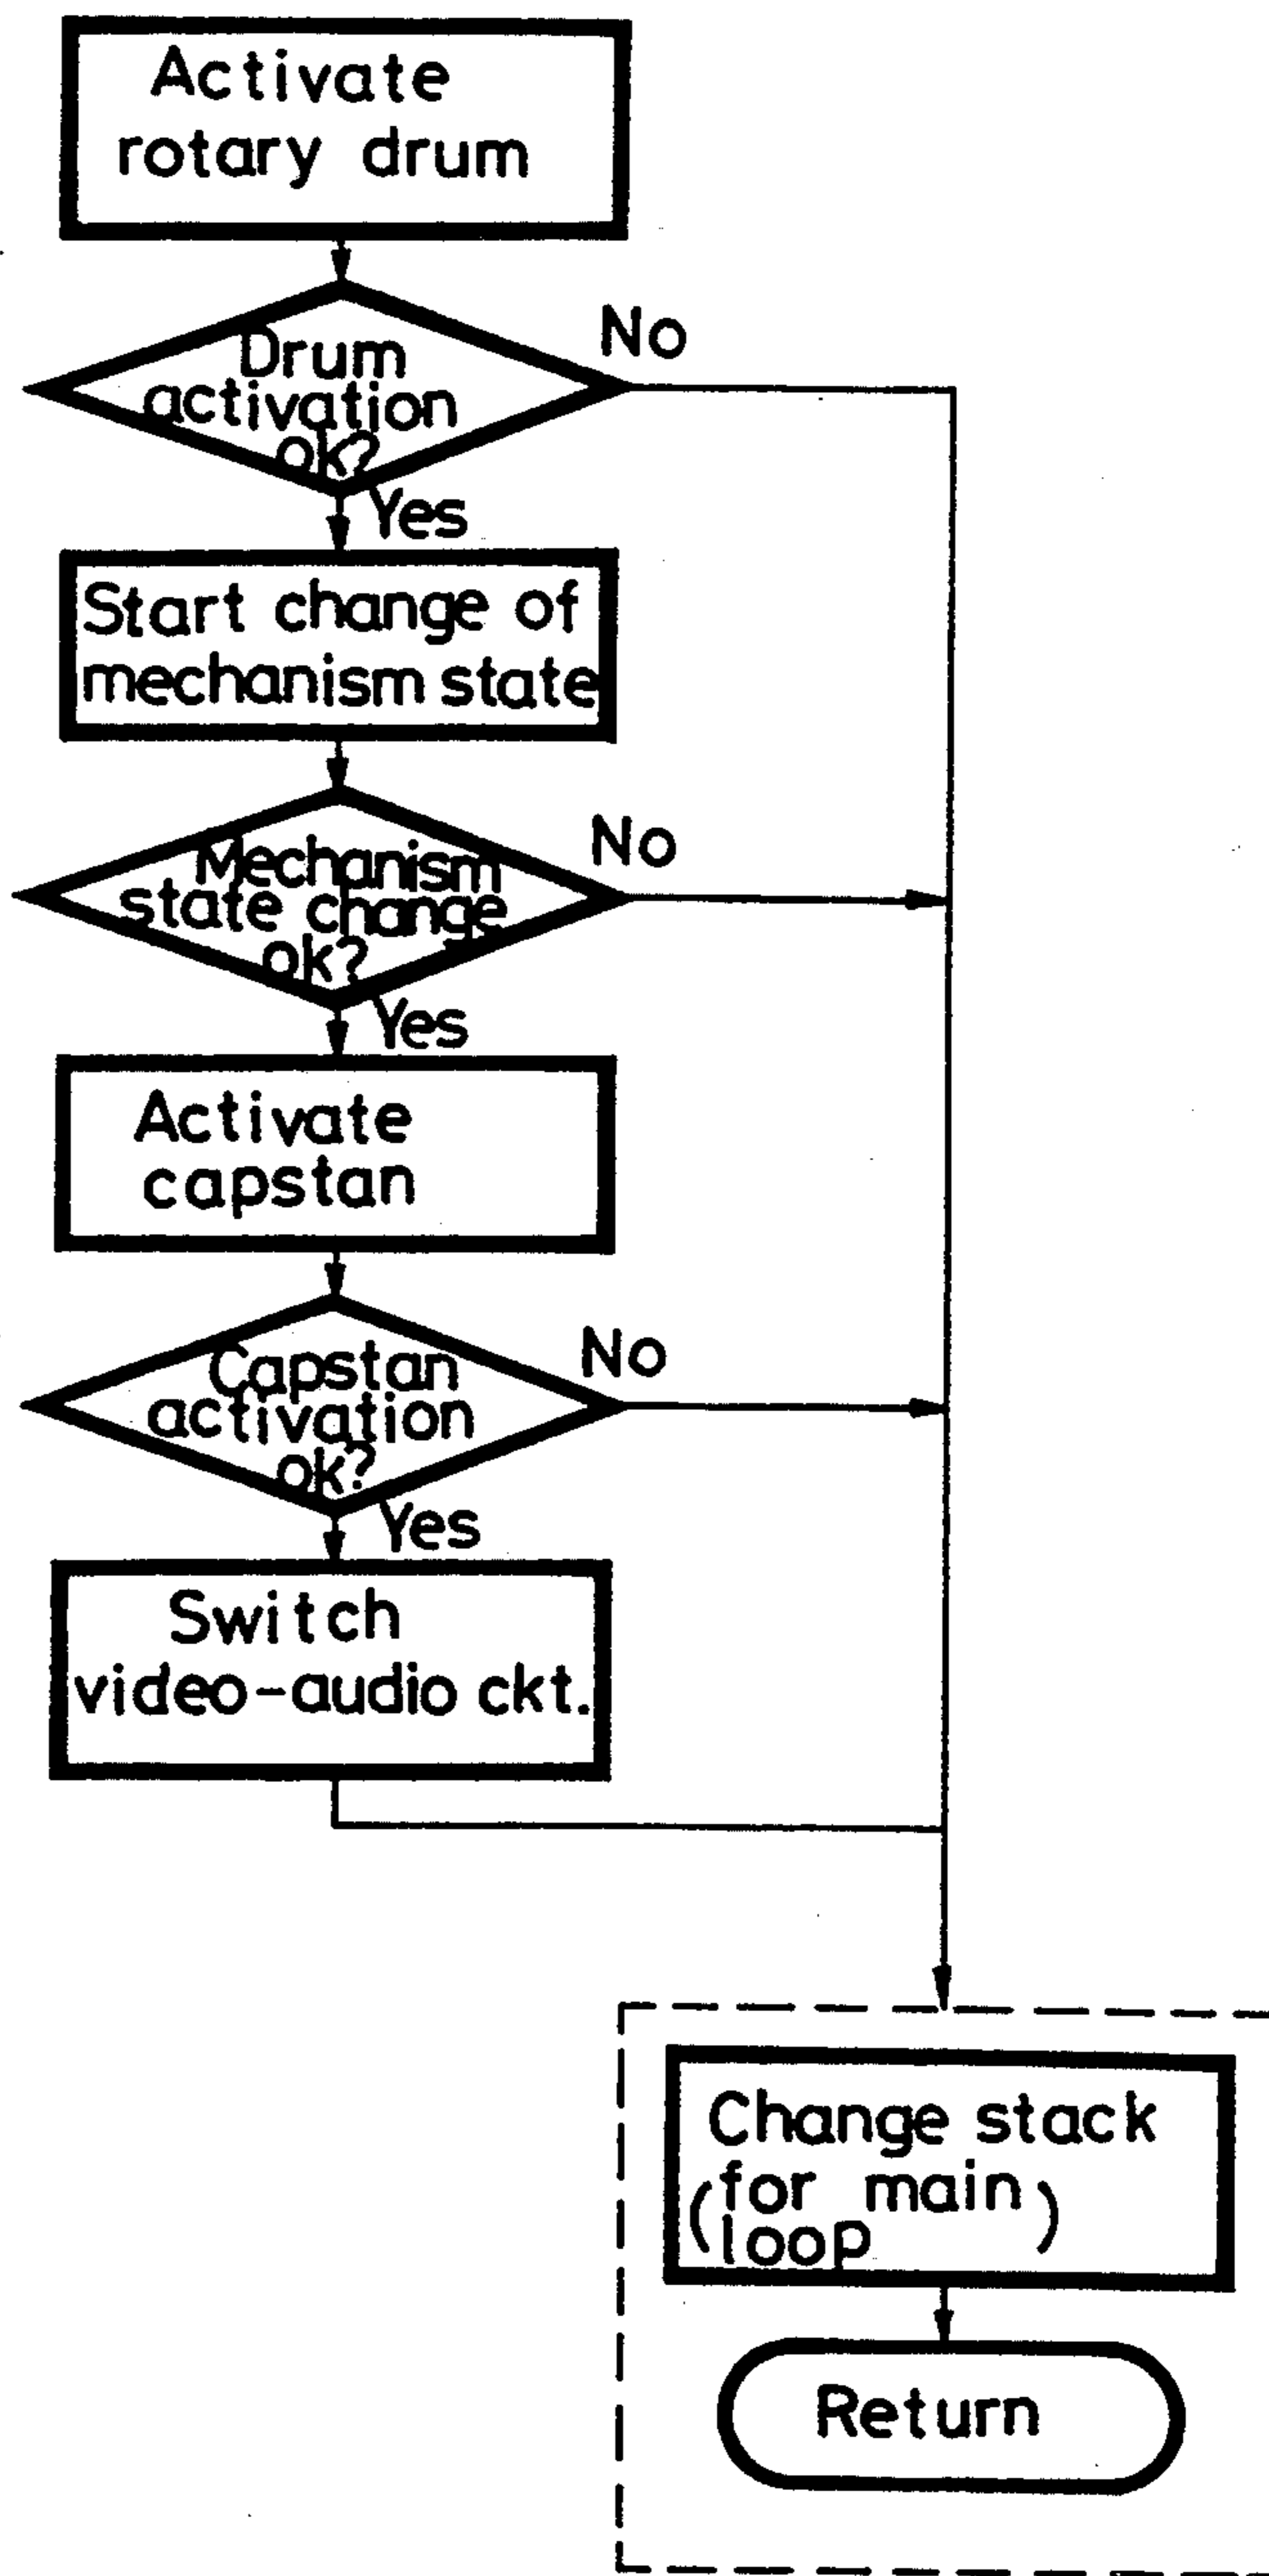 Activate
rotary drum
No
Drum
activation
ok?
Yes
Start change of
mechanism state
No
Mechanism
state change
ok?
Yes
Activate
capstan
No
Capstan
activation
ok?
Yes
Switch
video-audio ckt.
Change stack
(for main)
loop
Return